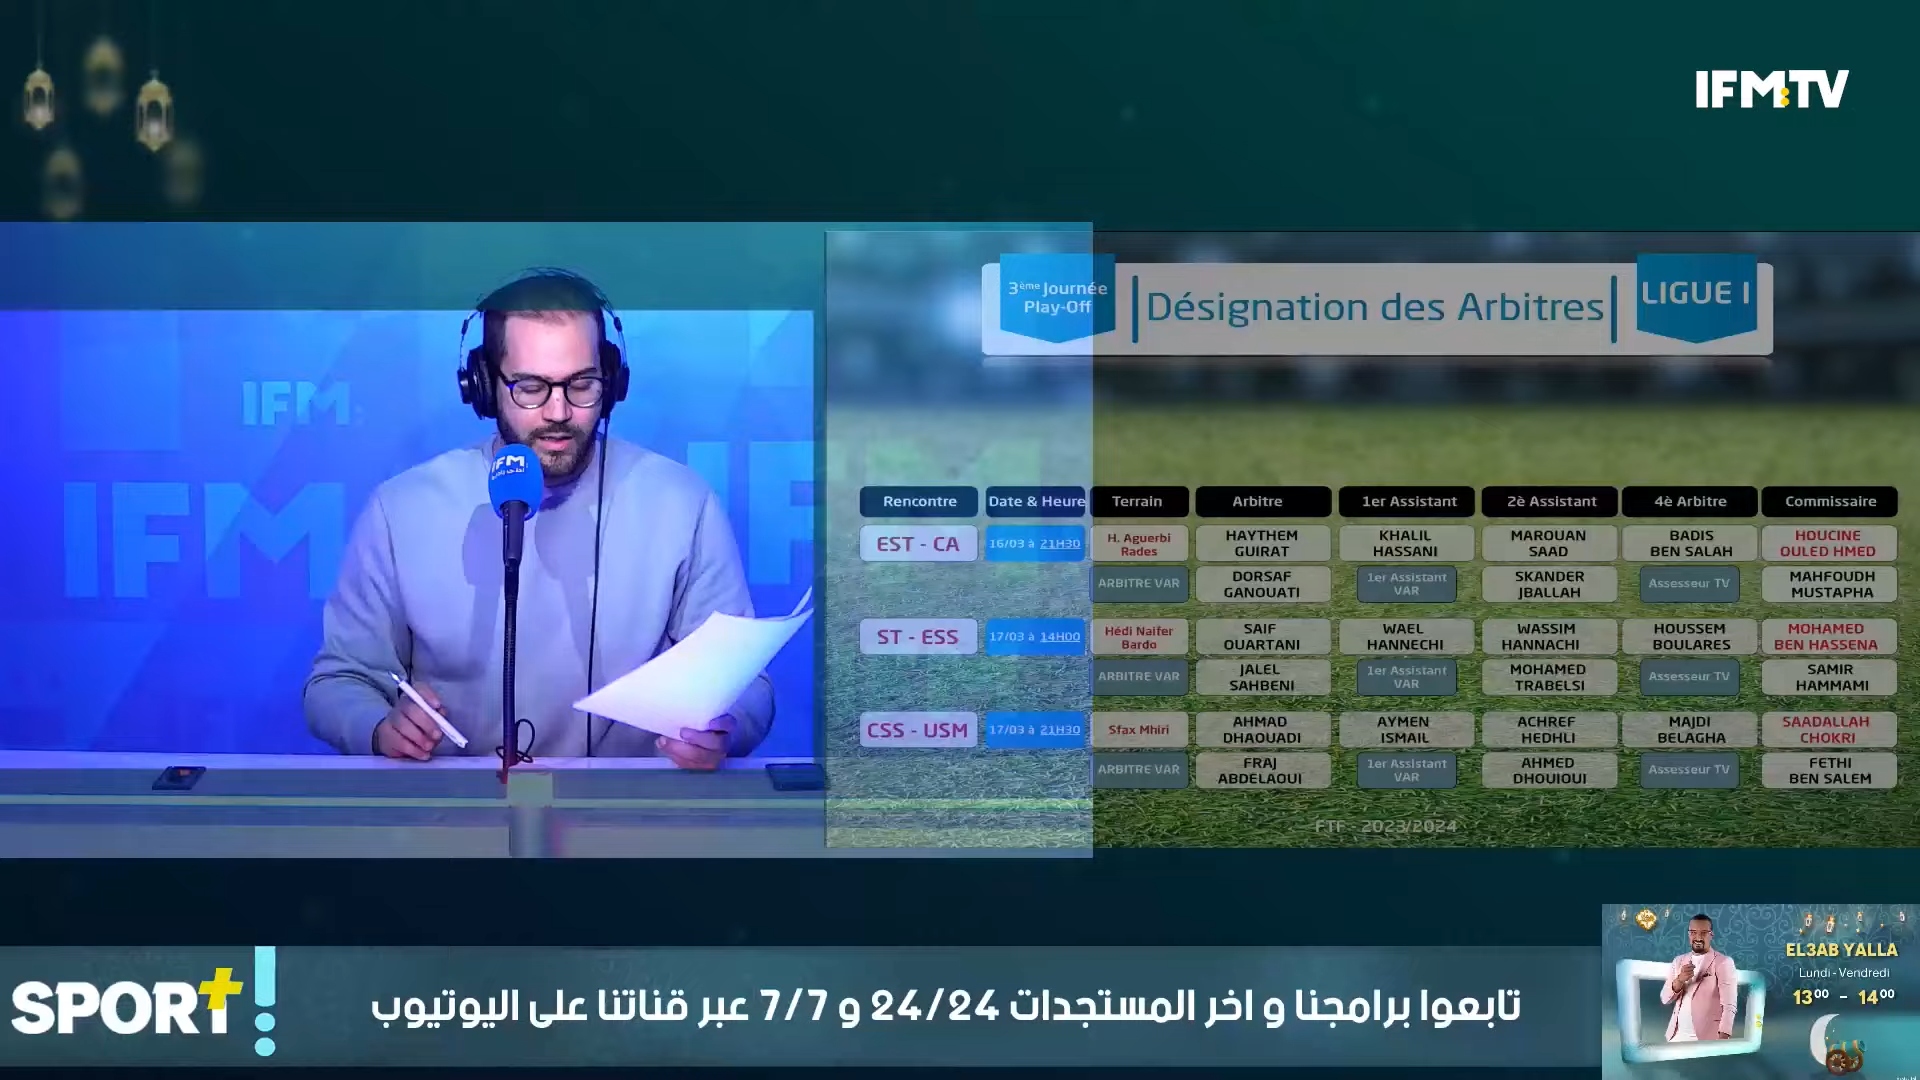 IFM:TV
3ème Journée
Play-Off
Désignation des Arbitres
LIGUE I
IFM
IFM
IFM
Rencontre Date & Heure Terrain Arbitre 1er Assistant 2è Assistant 4è Arbitre Commissaire
EST - CA 16/03 à 21H30 H. Aguerbi Rades HAYTHEM GUIRAT KHALIL HASSANI MAROUAN SAAD BADIS BEN SALAH HOUCINE OULED HMED
ARBITRE VAR DORSAF GANOUATI 1er Assistant VAR SKANDER JBALLAH Assesseur TV MAHFOUDH MUSTAPHA
ST - ESS 17/03 à 14H00 Hédi Naifer Bardo SAIF OUARTANI WAEL HANNECHI WASSIM HANNACHI HOUSSEM BOULARES MOHAMED BEN HASSENA
ARBITRE VAR JALEL SAHBENI 1er Assistant VAR MOHAMED TRABELSI Assesseur TV SAMIR HAMMAMI
CSS - USM 17/03 à 21H30 Sfax Mhiri AHMAD DHAOUADI AYMEN ISMAIL ACHREF HEDHLI MAJDI BELAGHA SAADALLAH CHOKRI
ARBITRE VAR FRAJ ABDELAOUI 1er Assistant VAR AHMED DHOUIOUI Assesseur TV FETHI BEN SALEM
FTF - 2023/2024
SPORT+!
تابعوا برامجنا و اخر المستجدات 24/24 و 7/7 عبر قناتنا على اليوتيوب
EL3AB YALLA
Lundi - Vendredi
13⁰⁰ - 14⁰⁰